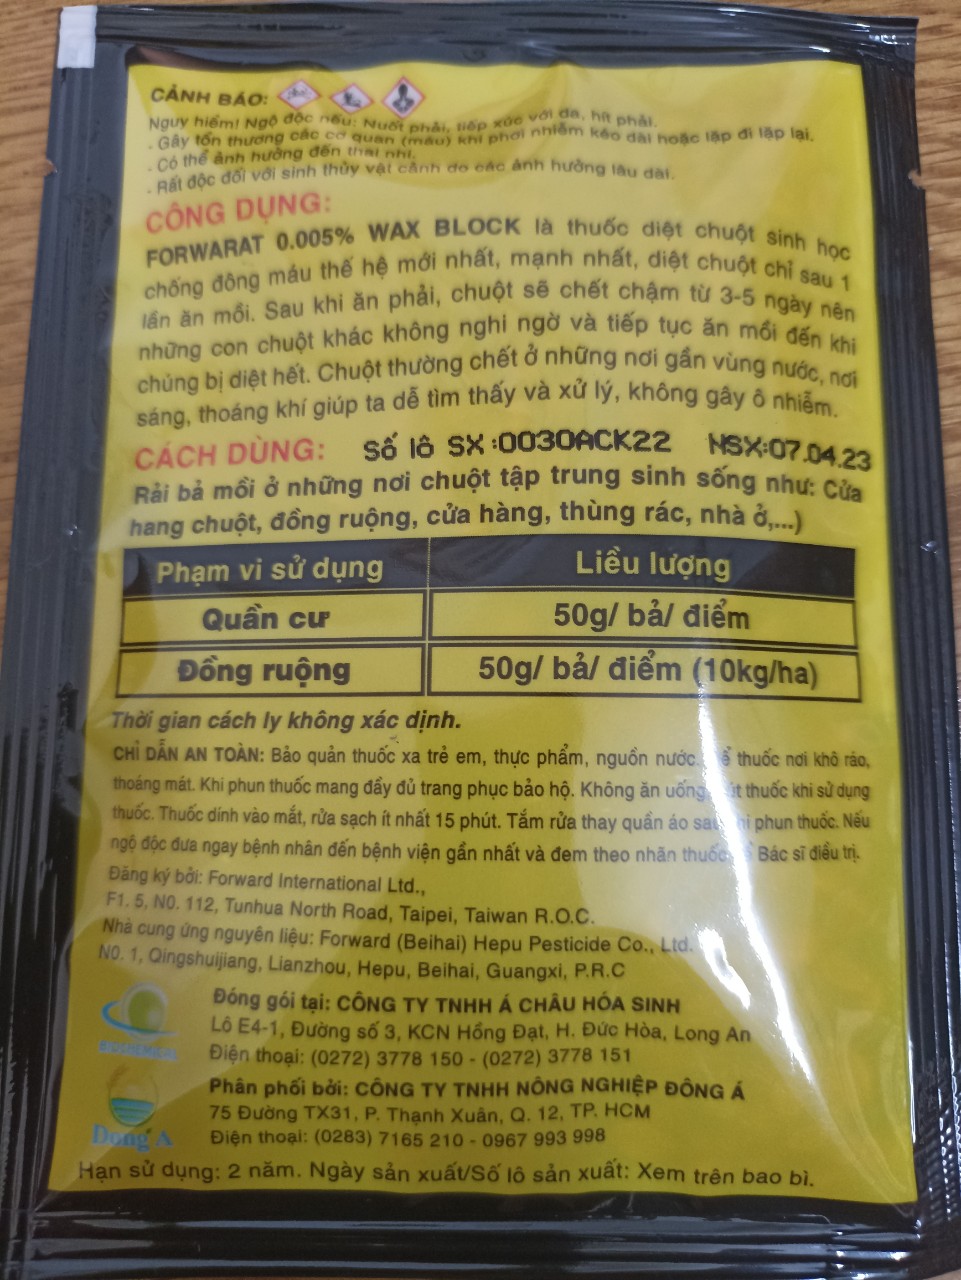 CẢNH BÁO:
Nguy hiểm! Ngộ độc nếu: Nuốt phải, tiếp xúc với da, hít phải.
. Gây tổn thương các cơ quan (máu) khi phơi nhiễm kéo dài hoặc lặp đi lặp lại.
. Có thể ảnh hưởng đến thai nhi.
. Rất độc đối với sinh thủy vật cảnh do các ảnh hưởng lâu dài.
CÔNG DỤNG:
FORWARAT 0.005% WAX BLOCK là thuốc diệt chuột sinh học
chống đông máu thế hệ mới nhất, mạnh nhất, diệt chuột chỉ sau 1
lần ăn mồi. Sau khi ăn phải, chuột sẽ chết chậm từ 3-5 ngày nên
những con chuột khác không nghi ngờ và tiếp tục ăn mồi đến khi
chúng bị diệt hết. Chuột thường chết ở những nơi gần vùng nước, nơi
sáng, thoáng khí giúp ta dễ tìm thấy và xử lý, không gây ô nhiễm.
CÁCH DÙNG: Số lô SX:0030ACK22 NSX:07.04.23
Rải bả mồi ở những nơi chuột tập trung sinh sống như: Cửa
hang chuột, đồng ruộng, cửa hàng, thùng rác, nhà ở,...)
Phạm vi sử dụng Liều lượng
Quần cư 50g/ bả/ điểm
Đồng ruộng 50g/ bả/ điểm (10kg/ha)
Thời gian cách ly không xác định.
CHỈ DẪN AN TOÀN: Bảo quản thuốc xa trẻ em, thực phẩm, nguồn nước. thuốc nơi khô ráo,
thoáng mát. Khi phun thuốc mang đầy đủ trang phục bảo hộ. Không ăn uống, thuốc khi sử dụng
thuốc. Thuốc dính vào mắt, rửa sạch ít nhất 15 phút. Tắm rửa thay quần áo phun thuốc. Nếu
ngộ độc đưa ngay bệnh nhân đến bệnh viện gần nhất và đem theo nhãn thuốc Bác sĩ điều trị.
Đăng ký bởi: Forward International Ltd.,
F1. 5, N0. 112, Tunhua North Road, Taipei, Taiwan R.O.C.
Nhà cung ứng nguyên liệu: Forward (Beihai) Hepu Pesticide Co., Ltd.
N0. 1, Qingshuijiang, Lianzhou, Hepu, Beihai, Guangxi, P.R.C
BIOCHEMICAL
Đóng gói tại: CÔNG TY TNHH Á CHÂU HÓA SINH
Lô E4-1, Đường số 3, KCN Hồng Đạt, H. Đức Hòa, Long An
Điện thoại: (0272) 3778 150 - (0272) 3778 151
Dong A
Phân phối bởi: CÔNG TY TNHH NÔNG NGHIỆP ĐÔNG Á
75 Đường TX31, P. Thạnh Xuân, Q. 12, TP. HCM
Điện thoại: (0283) 7165 210 - 0967 993 998
Hạn sử dụng: 2 năm. Ngày sản xuất/Số lô sản xuất: Xem trên bao bì.